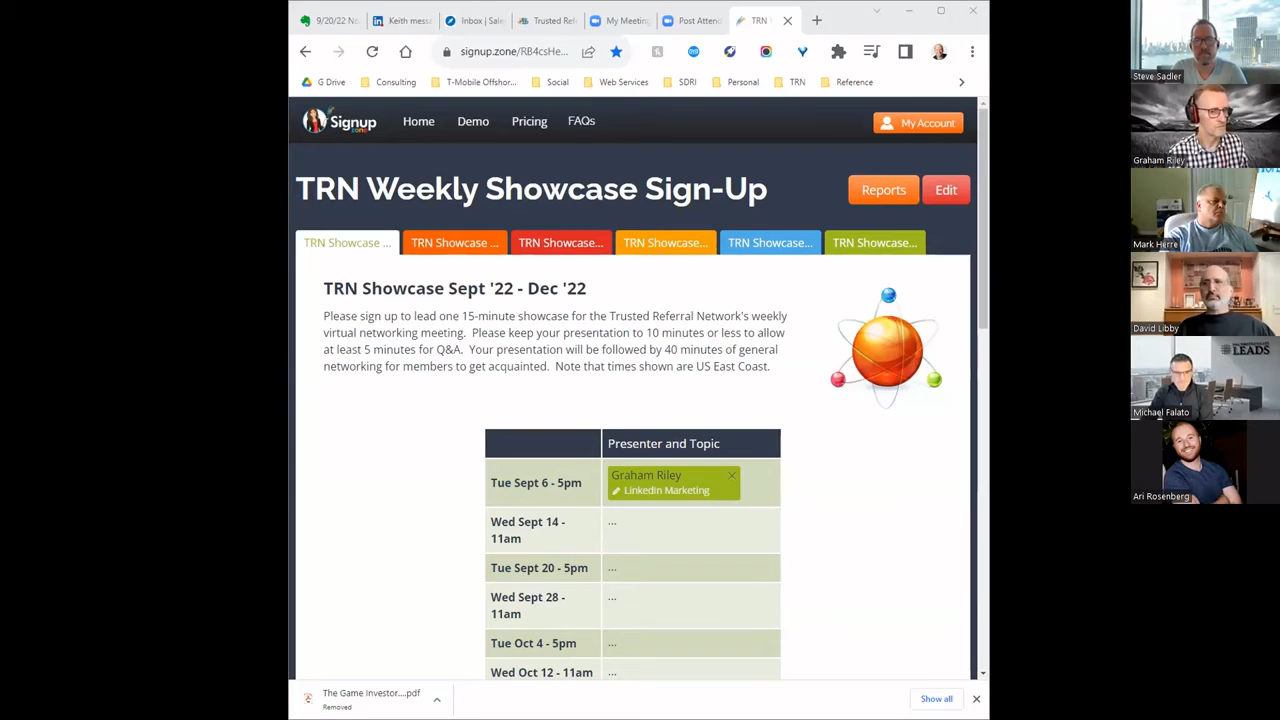 9/20/22 No
Keith mess
Inbox | Sale
Trusted Ref
My Meeting
Post Attend
TRN
signup.zone/RB4csHe...
G Drive
Consulting
T-Mobile Offshor...
Social
Web Services
SDRI
Personal
TRN
Reference
Signup
zone
Home
Demo
Pricing
FAQs
My Account
TRN Weekly Showcase Sign-Up
Reports
Edit
TRN Showcase ...
TRN Showcase ...
TRN Showcase...
TRN Showcase...
TRN Showcase...
TRN Showcase...
TRN Showcase Sept '22 - Dec '22
Please sign up to lead one 15-minute showcase for the Trusted Referral Network's weekly
virtual networking meeting. Please keep your presentation to 10 minutes or less to allow
at least 5 minutes for Q&A. Your presentation will be followed by 40 minutes of general
networking for members to get acquainted. Note that times shown are US East Coast.
Presenter and Topic
Tue Sept 6 - 5pm
Graham Riley
LinkedIn Marketing
Wed Sept 14 -
11am
...
Tue Sept 20 - 5pm
...
Wed Sept 28 -
11am
...
Tue Oct 4 - 5pm
...
Wed Oct 12 - 11am
...
The Game Investor....pdf
Removed
Show all
Steve Sadler
Graham Riley
Mark Herre
David Libby
LEADS
Michael Falato
Ari Rosenberg